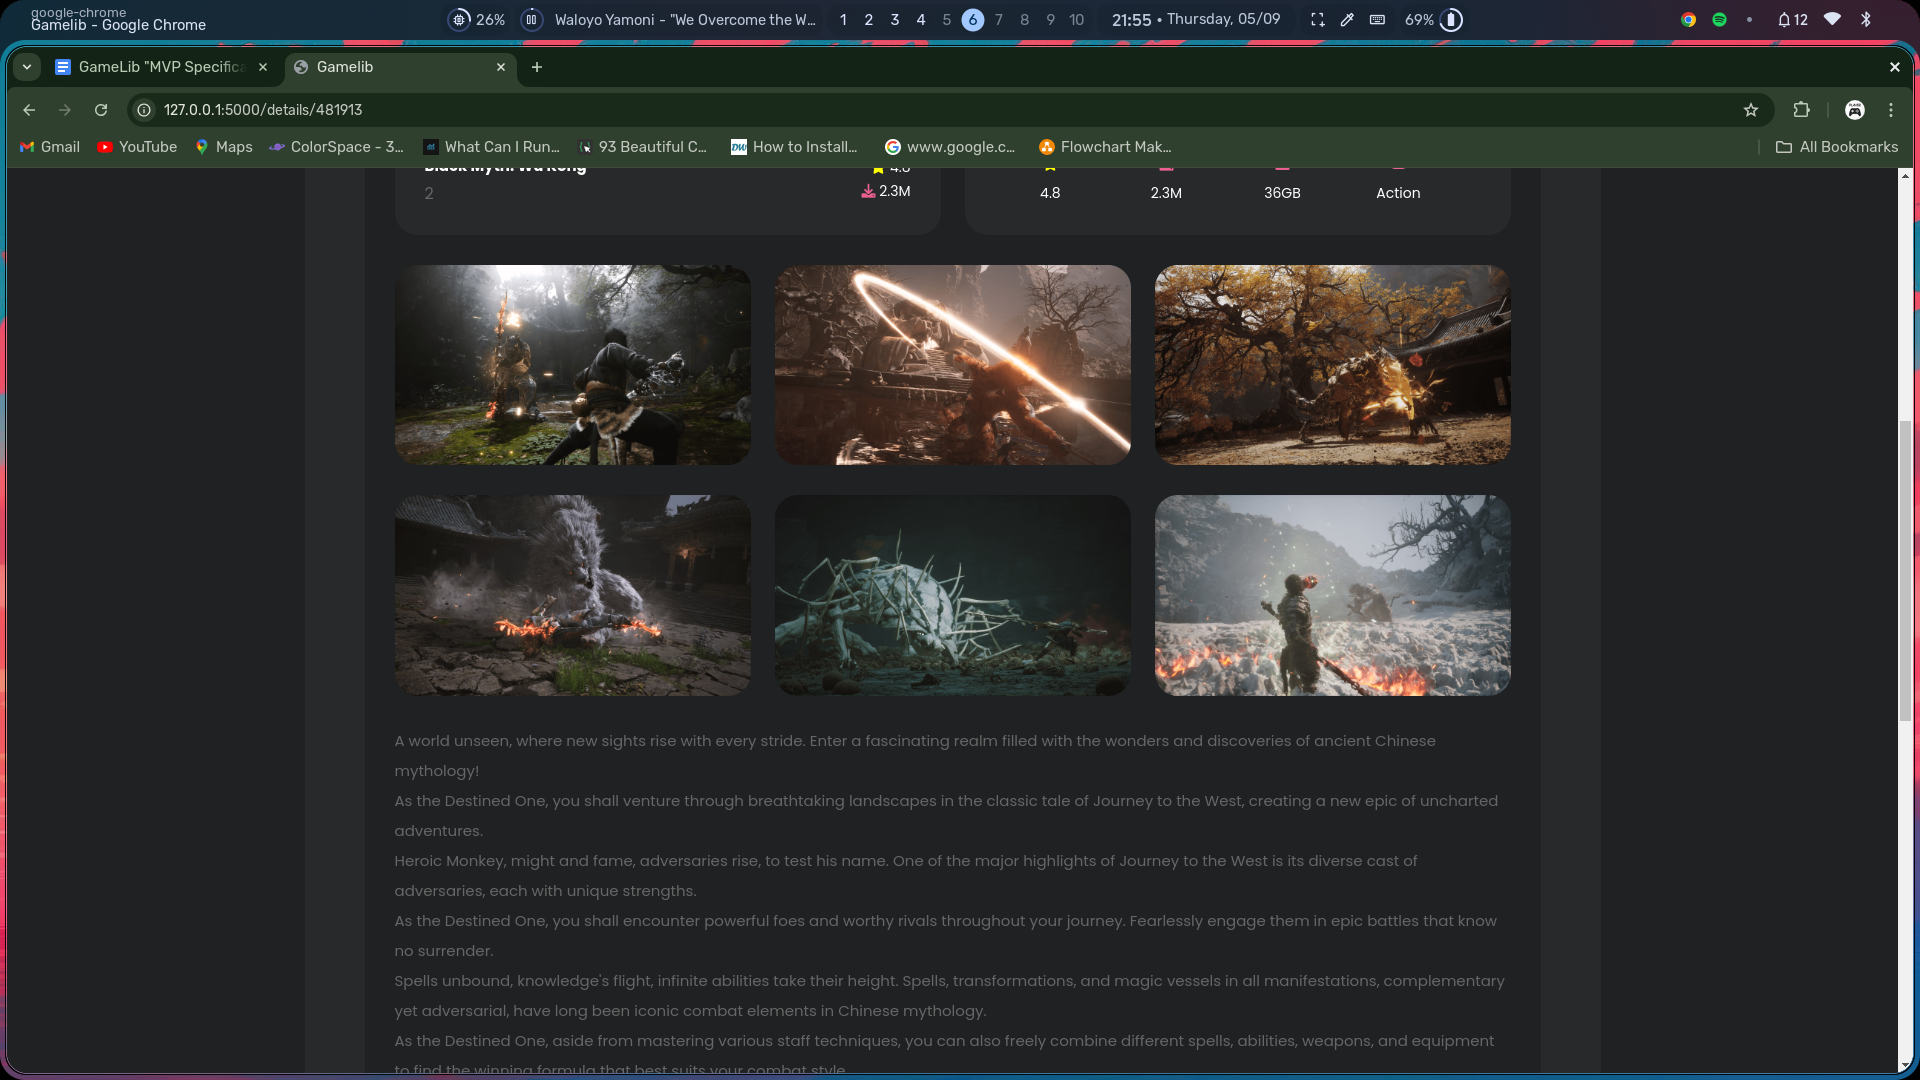 google-chrome
Gamelib - Google Chrome
26%
Waloyo Yamoni - "We Overcome the W...
1 2 3 4 5 6 7 8 9 10
21:55 • Thursday, 05/09
69%
12
GameLib "MVP Specifica
Gamelib
127.0.0.1:5000/details/481913
Gmail
YouTube
Maps
ColorSpace - 3...
What Can I Run...
93 Beautiful C...
How to Install...
www.google.c...
Flowchart Mak...
All Bookmarks
Black Myth: Wu Kong
4.8
2
2.3M
4.8
2.3M
36GB
Action
A world unseen, where new sights rise with every stride. Enter a fascinating realm filled with the wonders and discoveries of ancient Chinese
mythology!
As the Destined One, you shall venture through breathtaking landscapes in the classic tale of Journey to the West, creating a new epic of uncharted
adventures.
Heroic Monkey, might and fame, adversaries rise, to test his name. One of the major highlights of Journey to the West is its diverse cast of
adversaries, each with unique strengths.
As the Destined One, you shall encounter powerful foes and worthy rivals throughout your journey. Fearlessly engage them in epic battles that know
no surrender.
Spells unbound, knowledge's flight, infinite abilities take their height. Spells, transformations, and magic vessels in all manifestations, complementary
yet adversarial, have long been iconic combat elements in Chinese mythology.
As the Destined One, aside from mastering various staff techniques, you can also freely combine different spells, abilities, weapons, and equipment
to find the winning formula that best suits your combat style.